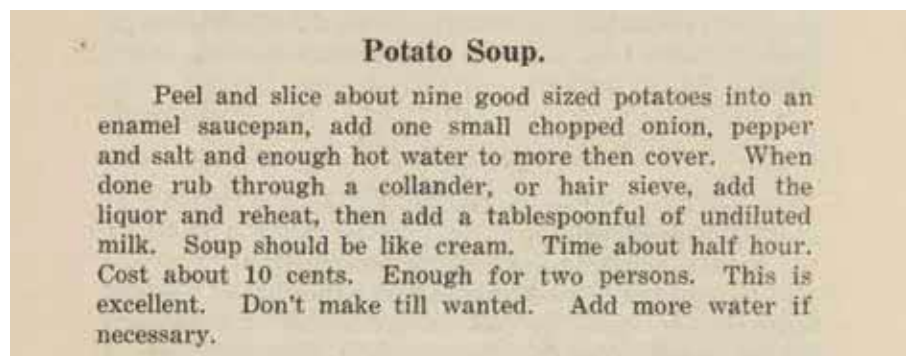 Potato Soup.
Peel and slice about nine good sized potatoes into an
enamel saucepan, add one small chopped onion, pepper
and salt and enough hot water to more then cover. When
done rub through a collander, or hair sieve, add the
liquor and reheat, then add a tablespoonful of undiluted
milk. Soup should be like cream. Time about half hour.
Cost about 10 cents. Enough for two persons. This is
excellent. Don't make till wanted. Add more water if
necessary.